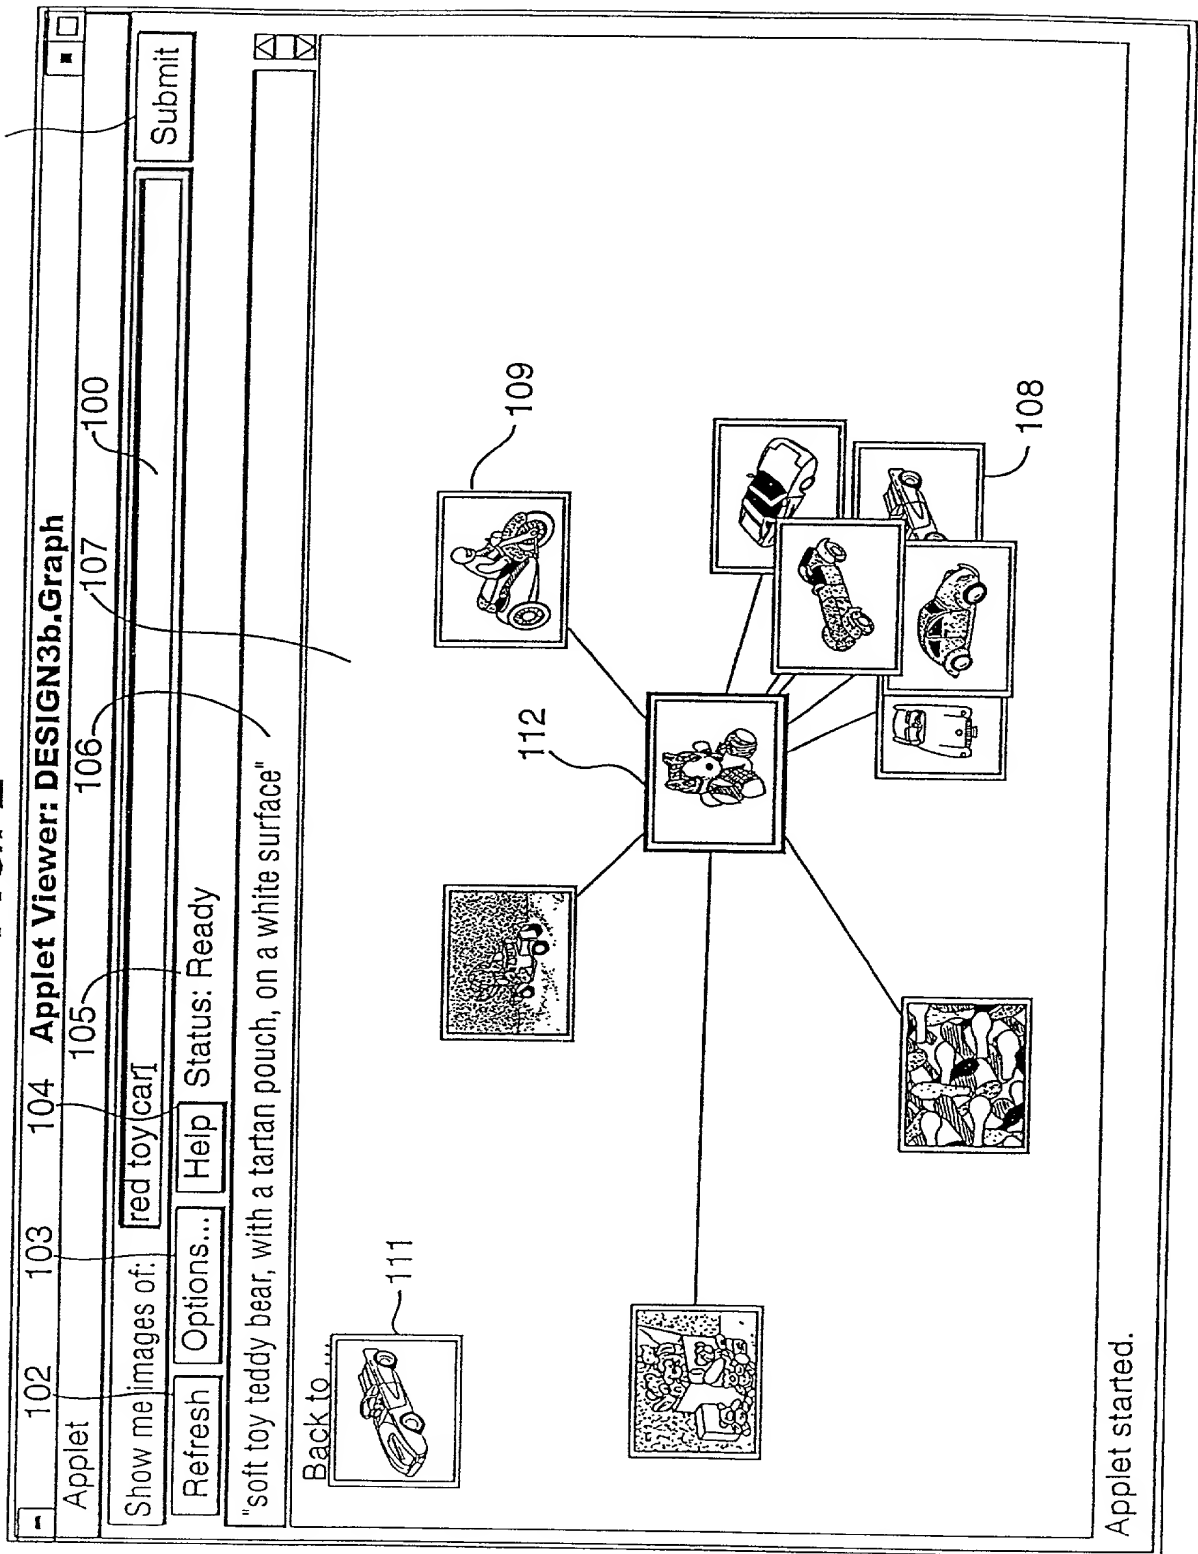 102 103 104 Applet Viewer: DESIGN3b.Graph
Applet 105 106 107 100
Show me images of: red toy car Submit
Refresh Options... Help Status: Ready
"soft toy teddy bear, with a tartan pouch, on a white surface"
Back to ...
111
112
109
108
Applet started.